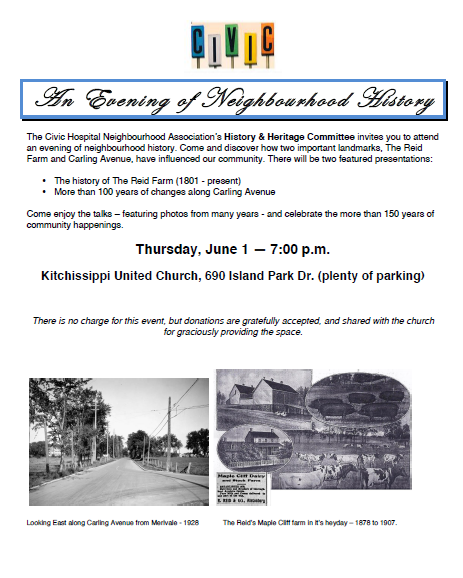 CIVIC
An Evening of Neighbourhood History
The Civic Hospital Neighbourhood Association's History & Heritage Committee invites you to attend
an evening of neighbourhood history. Come and discover how two important landmarks, The Reid
Farm and Carling Avenue, have influenced our community. There will be two featured presentations:
• The history of The Reid Farm (1801 - present)
• More than 100 years of changes along Carling Avenue
Come enjoy the talks – featuring photos from many years - and celebrate the more than 150 years of
community happenings.
Thursday, June 1 — 7:00 p.m.
Kitchissippi United Church, 690 Island Park Dr. (plenty of parking)
There is no charge for this event, but donations are gratefully accepted, and shared with the church
for graciously providing the space.
Maple Cliff Dairy
and Stock Farm
Looking East along Carling Avenue from Merivale - 1928
The Reid's Maple Cliff farm in it's heyday – 1878 to 1907.